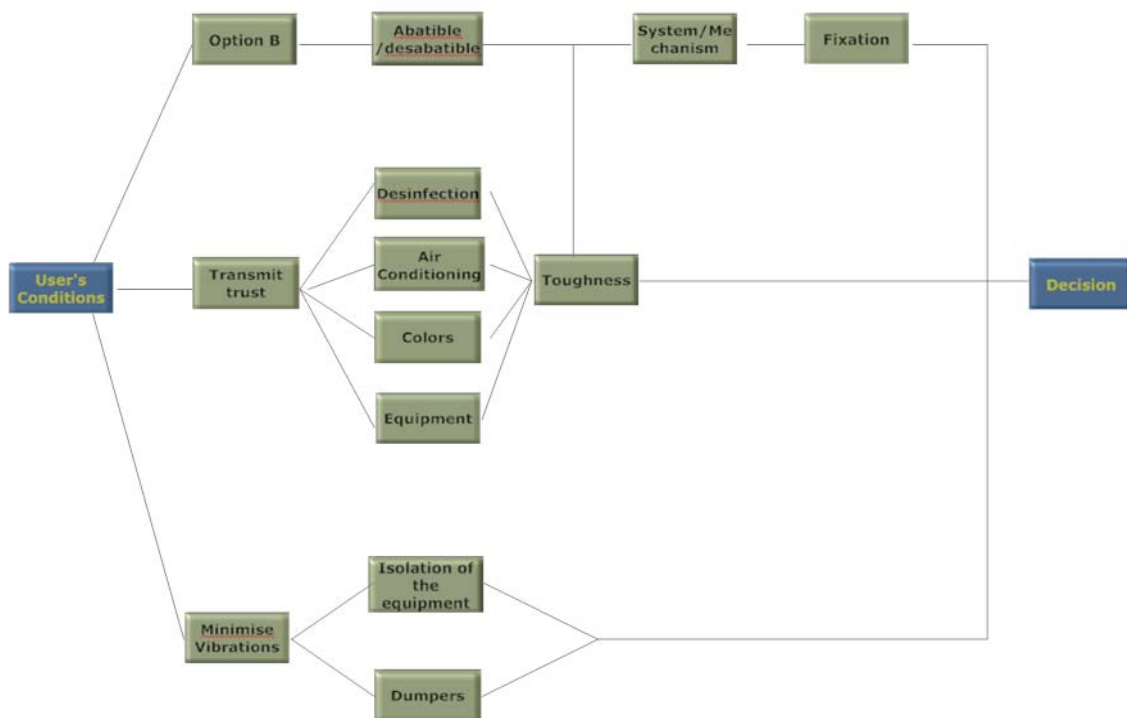 Option B
Abatible
/desabatible
System/Me
chanism
Fixation
Desinfection
Air
Conditioning
Colors
Equipment
User's
Conditions
Transmit
trust
Toughness
Decision
Isolation of
the
equipment
Minimise
Vibrations
Dumpers